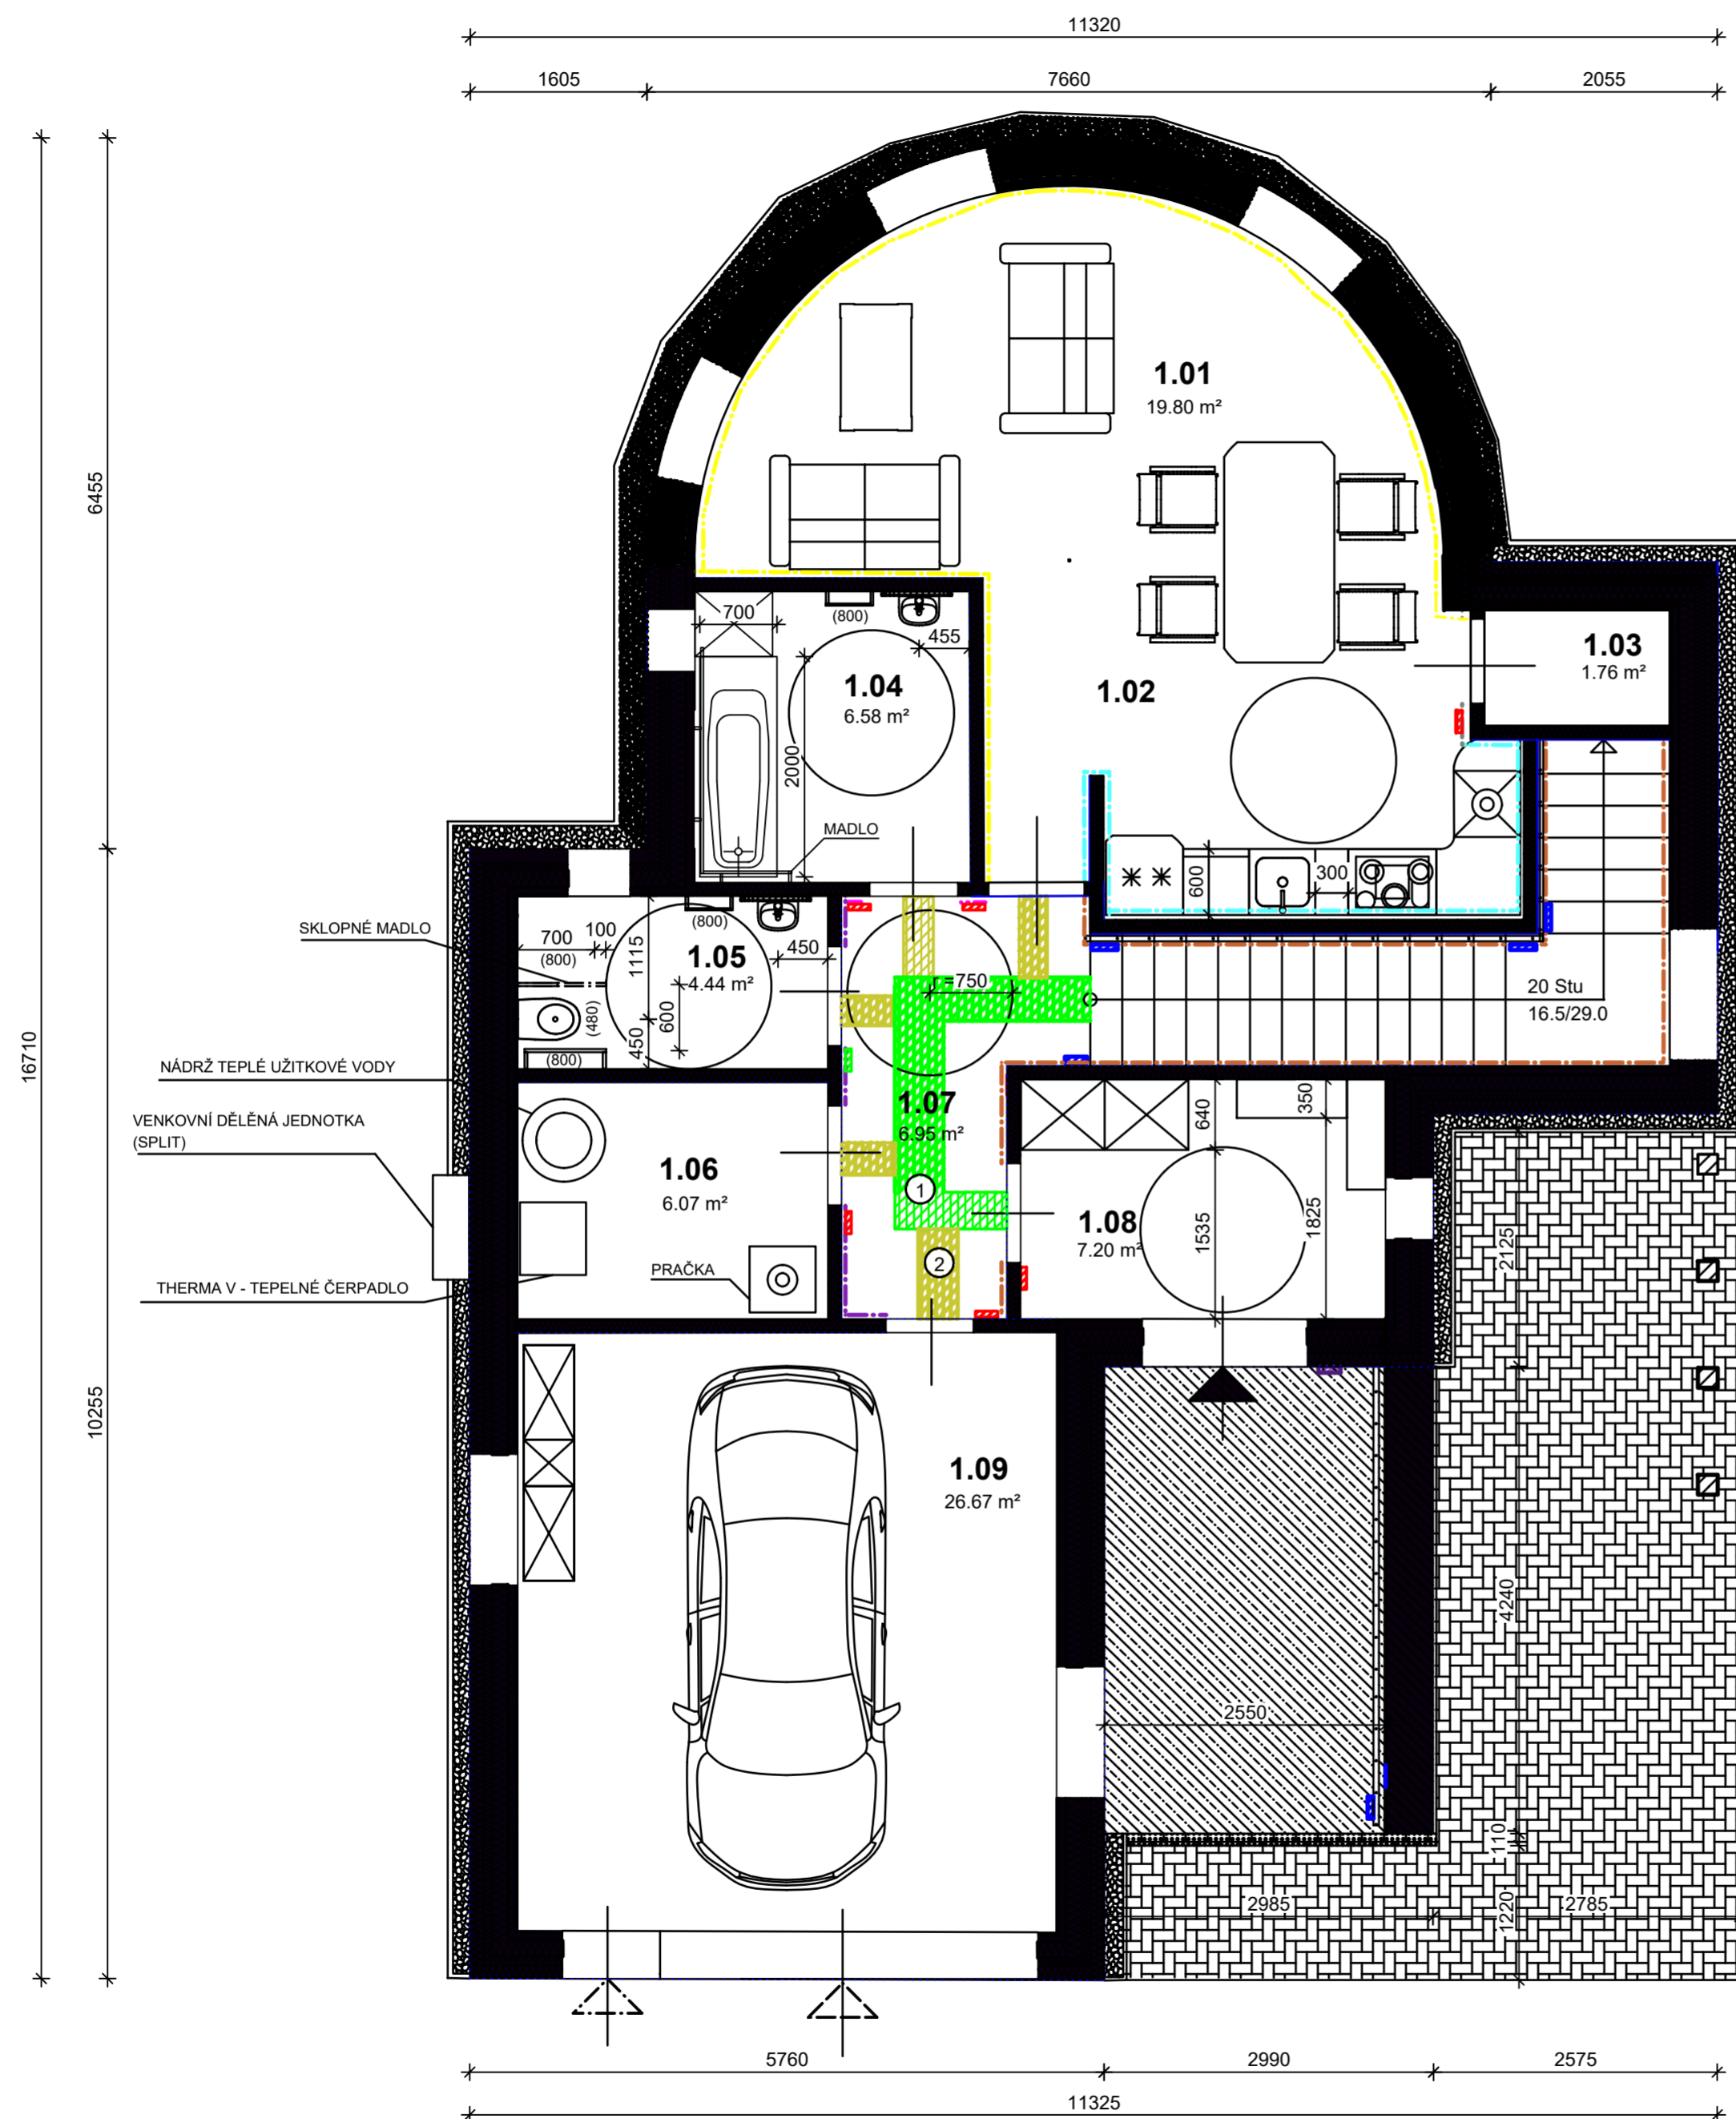 11320
1605
7660
2055
16710
6455
10255
1.01
19.80 m²
1.02
1.03
1.76 m²
700
(800)
455
1.04
6.58 m²
2000
MADLO
600
300
SKLOPNÉ MADLO
700
(800)
100
1115
(800)
1.05
4.44 m²
450
(480)
600
450
(800)
r=750
20 Stu
16.5/29.0
NÁDRŽ TEPLÉ UŽITKOVÉ VODY
VENKOVNÍ DĚLĚNÁ JEDNOTKA
(SPLIT)
1.06
6.07 m²
1.07
6.95 m²
1
2
640
350
1.08
7.20 m²
1535
1825
2125
THERMA V - TEPELNÉ ČERPADLO
PRAČKA
1.09
26.67 m²
4240
2550
110
1220
2985
2785
5760
2990
2575
11325